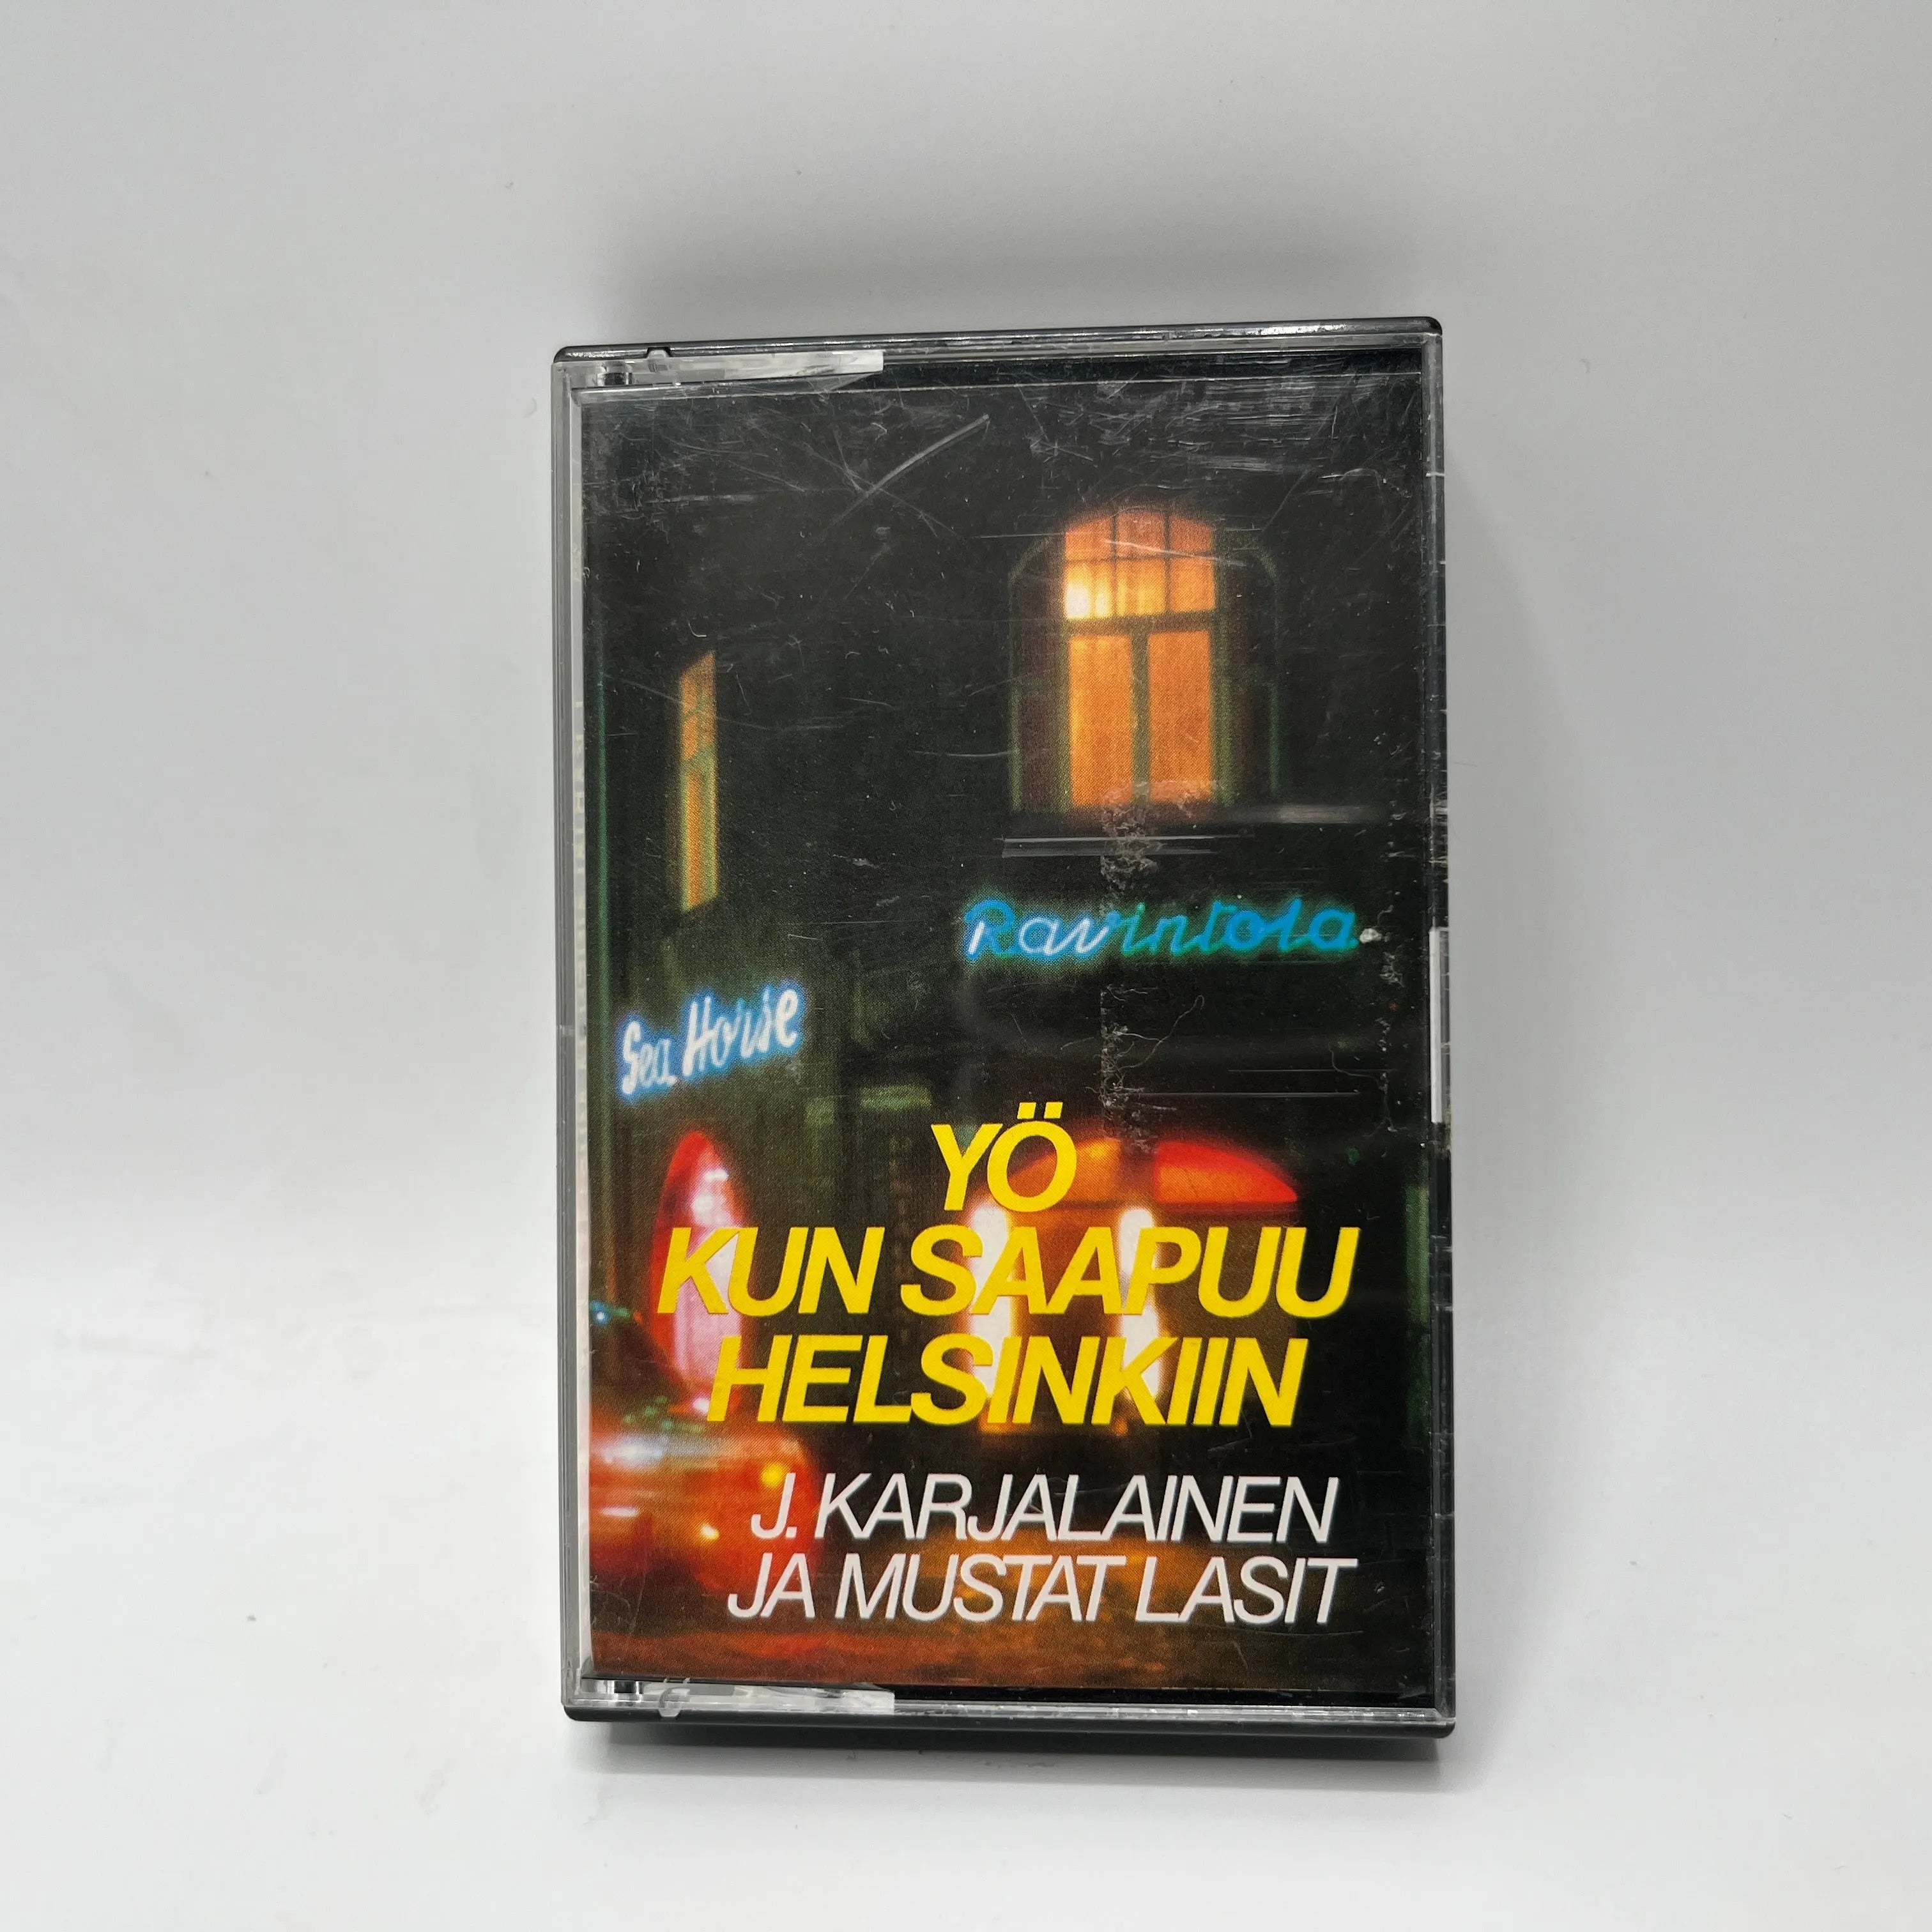 Ravintola
Sea Horse
YÖ
KUN SAAPUU
HELSINKIIN
J. KARJALAINEN
JA MUSTAT LASIT